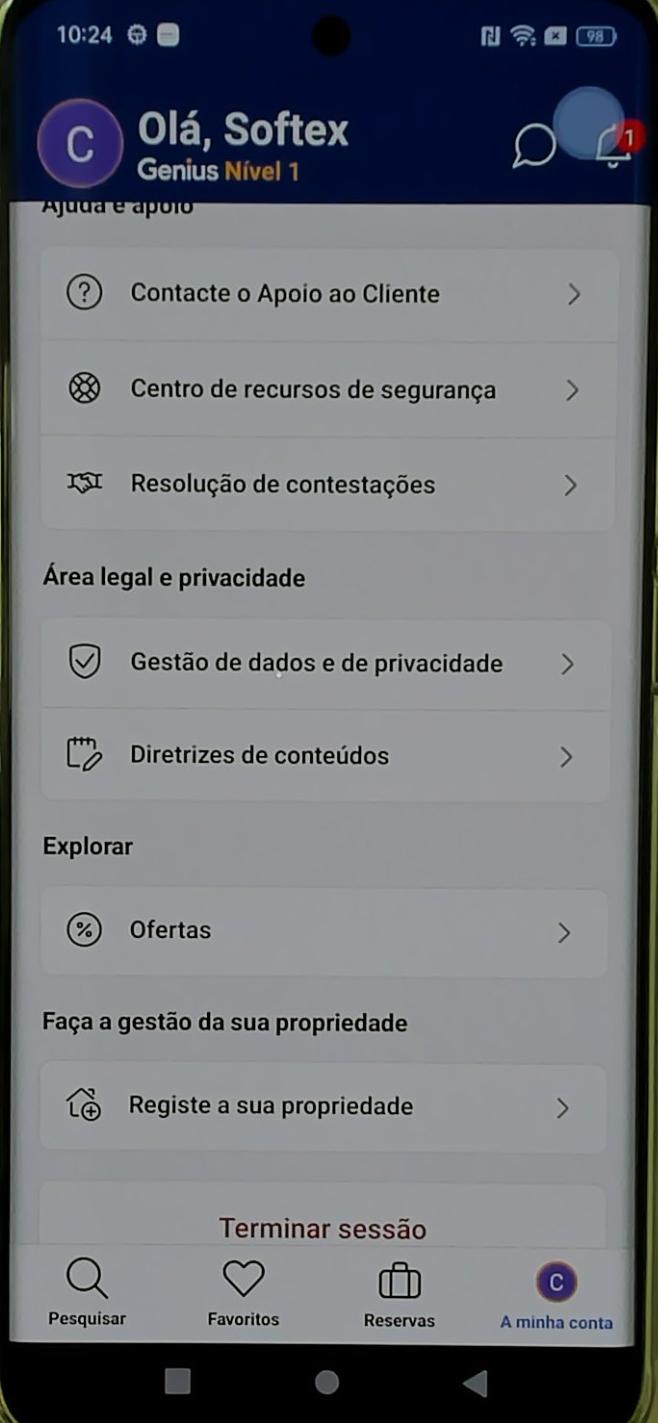 10:24
98
C
Olá, Softex
Genius Nível 1
1
Ajuda e apoio
Contacte o Apoio ao Cliente
Centro de recursos de segurança
Resolução de contestações
Área legal e privacidade
Gestão de dados e de privacidade
Diretrizes de conteúdos
Explorar
Ofertas
Faça a gestão da sua propriedade
Registe a sua propriedade
Terminar sessão
Pesquisar
Favoritos
Reservas
C
A minha conta